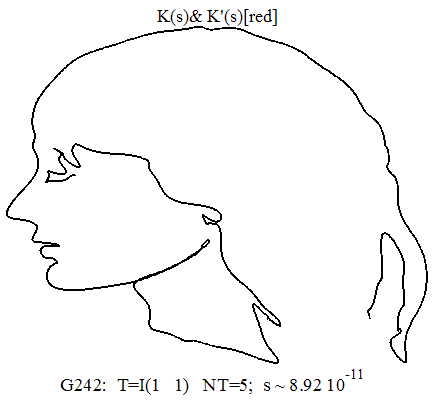 K(s)& K'(s)[red]
G242: T=I(1 1) NT=5; s ~ 8.92 10⁻¹¹